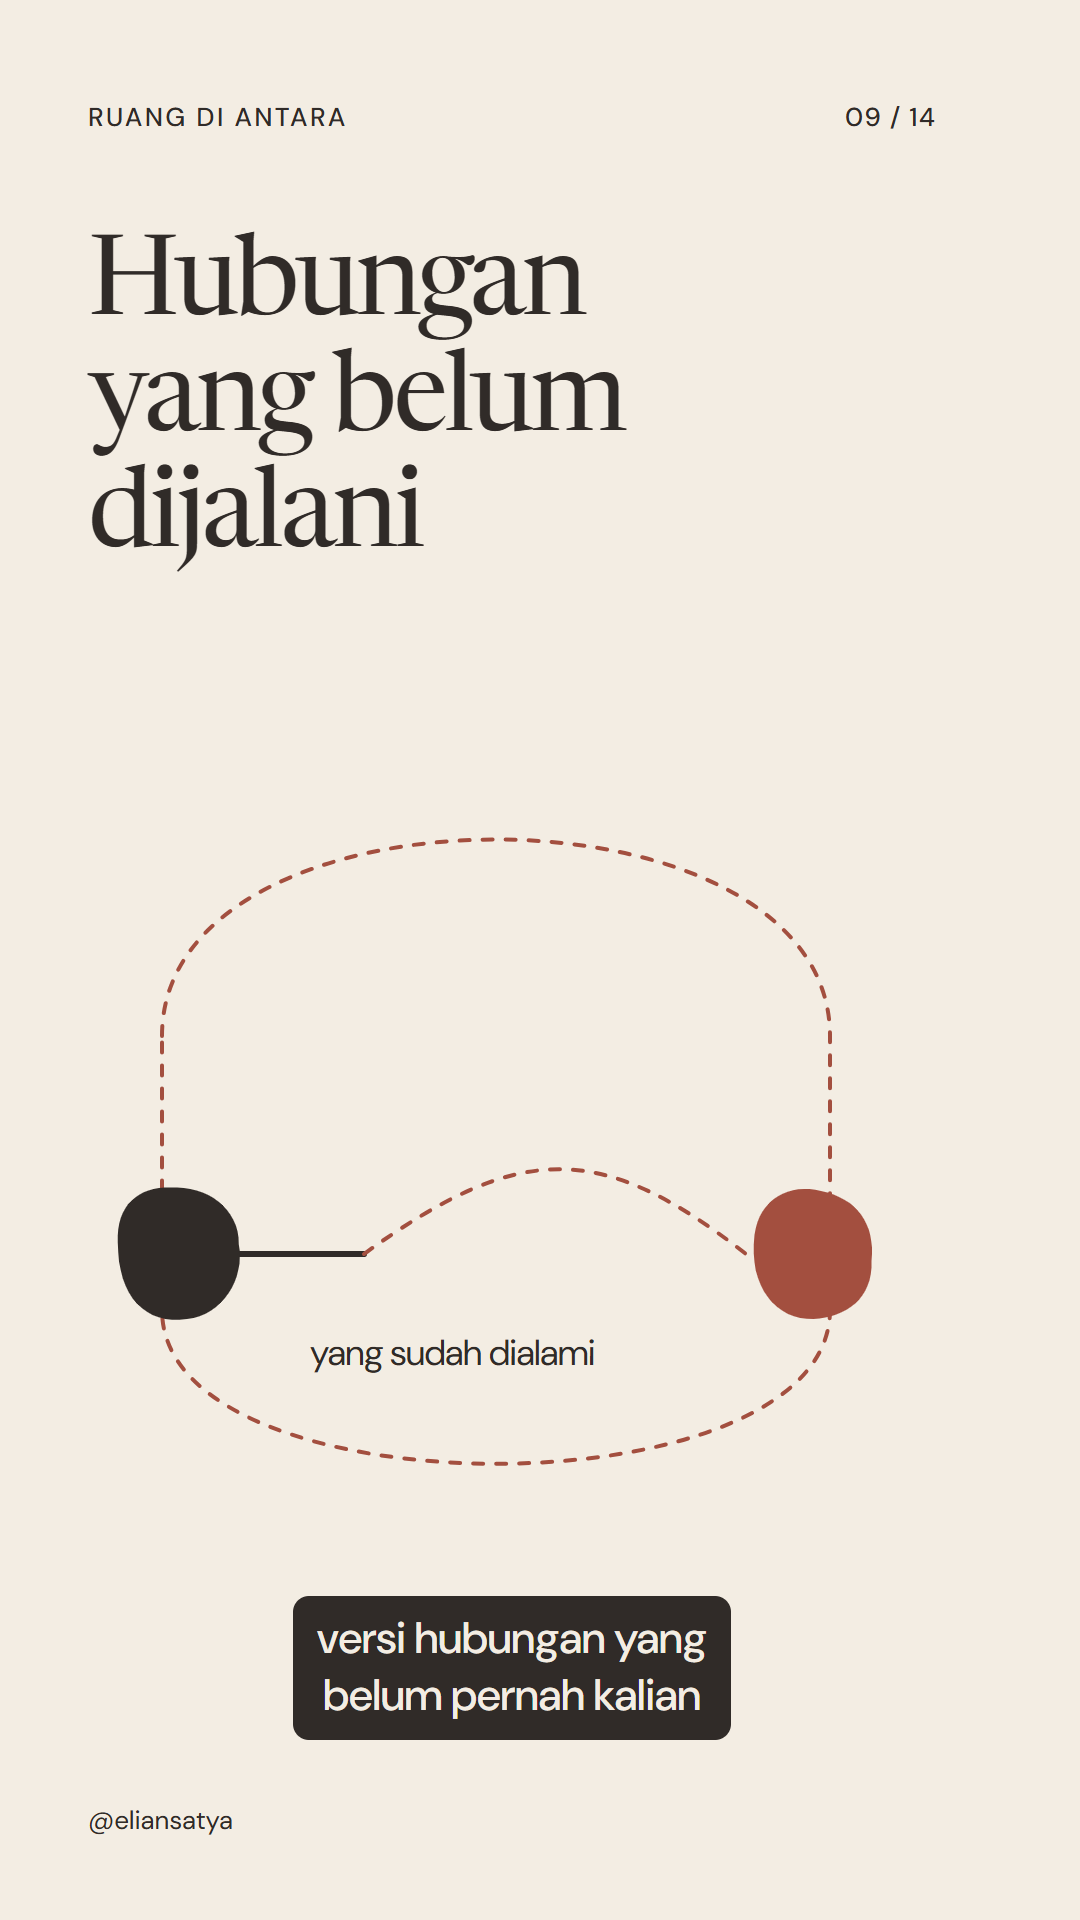 RUANG DI ANTARA
09 / 14
Hubungan
yang belum
dijalani
yang sudah dialami
versi hubungan yang
belum pernah kalian
@eliansatya